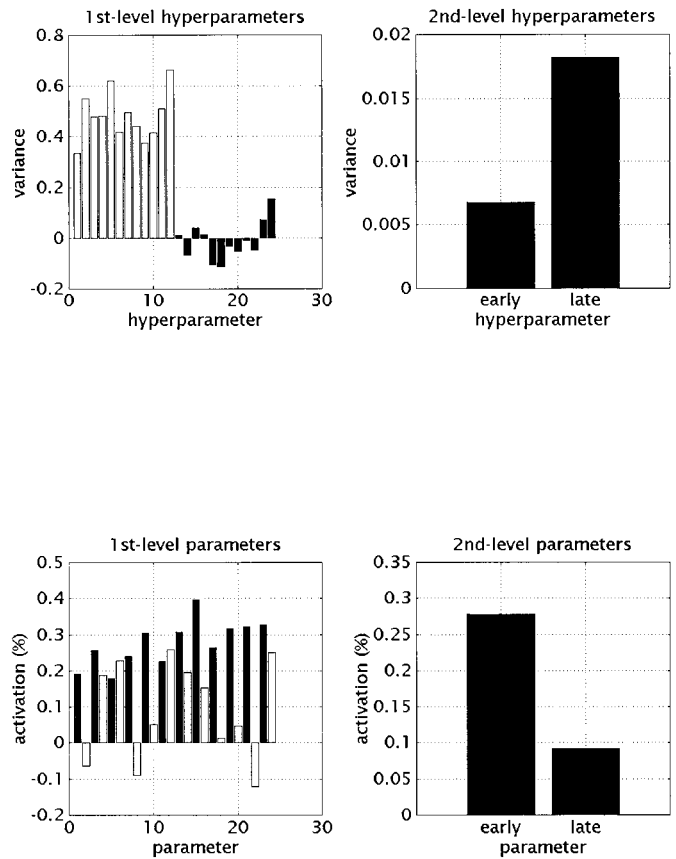 1st-level hyperparameters
0.8
0.6
0.4
0.2
0
-0.2
variance
0 10 20 30
hyperparameter
2nd-level hyperparameters
0.02
0.015
0.01
0.005
0
variance
early late
hyperparameter
1st-level parameters
0.5
0.4
0.3
0.2
0.1
0
-0.1
-0.2
activation (%)
0 10 20 30
parameter
2nd-level parameters
0.35
0.3
0.25
0.2
0.15
0.1
0.05
0
activation (%)
early late
parameter